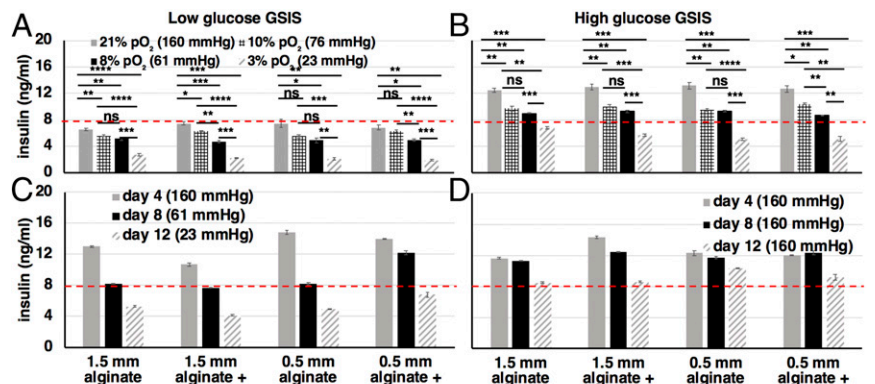 A
Low glucose GSIS
B
High glucose GSIS
21% pO2 (160 mmHg)
10% pO2 (76 mmHg)
8% pO2 (61 mmHg)
3% pO2 (23 mmHg)
20
16
12
8
4
0
insulin (ng/ml)
**** *** ** **
** *** * *
** **** * **** ns **** ** ****
ns ** ns **
*** *** ** ***
*** *** *** ***
** ** ** **
** ** ** ** ** *** * **
ns ns ns **
*** *** *** **
C
day 4 (160 mmHg)
day 8 (61 mmHg)
day 12 (23 mmHg)
D
day 4 (160 mmHg)
day 8 (160 mmHg)
day 12 (160 mmHg)
20
16
12
8
4
0
insulin (ng/ml)
1.5 mm 1.5 mm 0.5 mm 0.5 mm
alginate alginate + alginate alginate +
1.5 mm 1.5 mm 0.5 mm 0.5 mm
alginate alginate + alginate alginate +